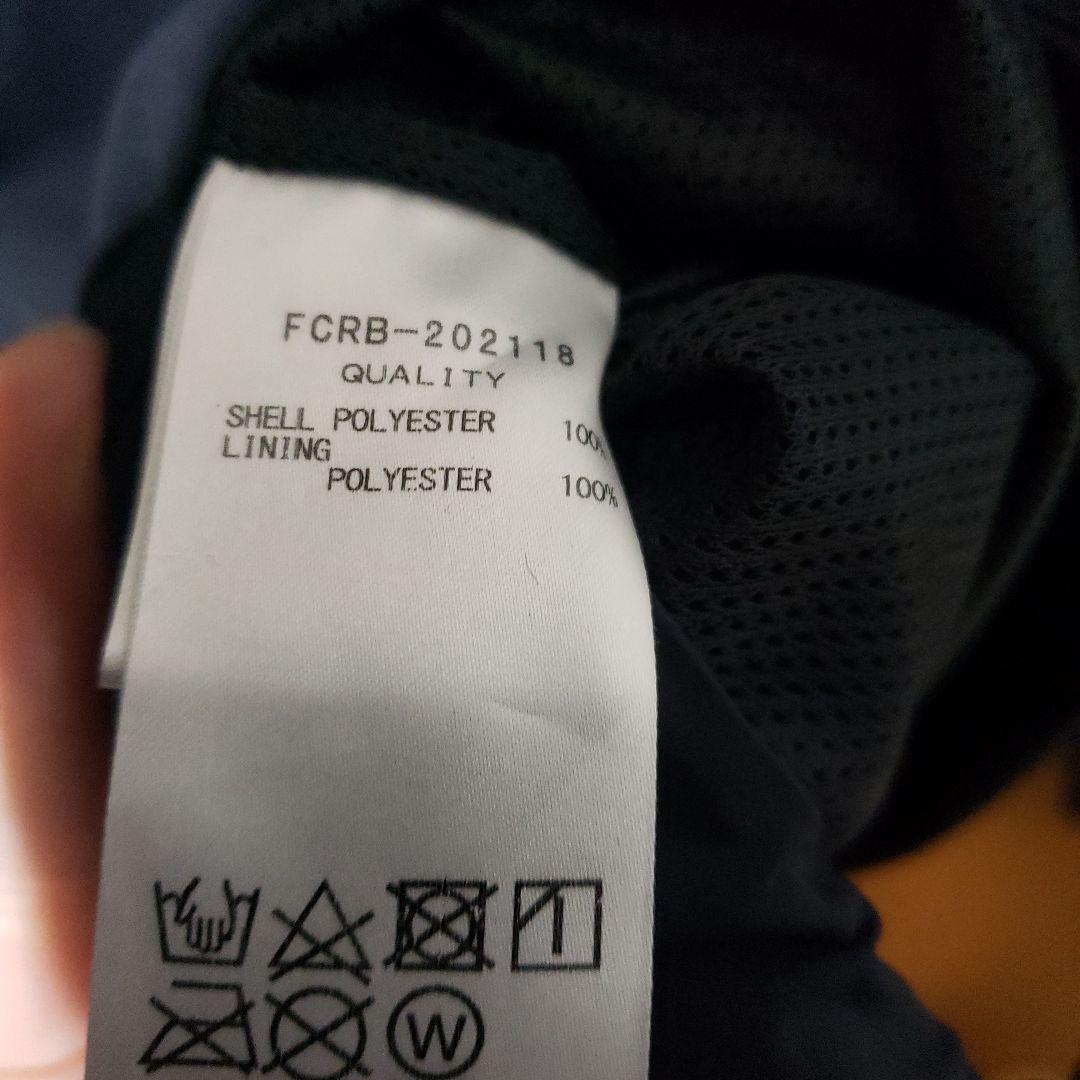 FCRB-202118
QUALITY
SHELL POLYESTER 100%
LINING
POLYESTER 100%
W